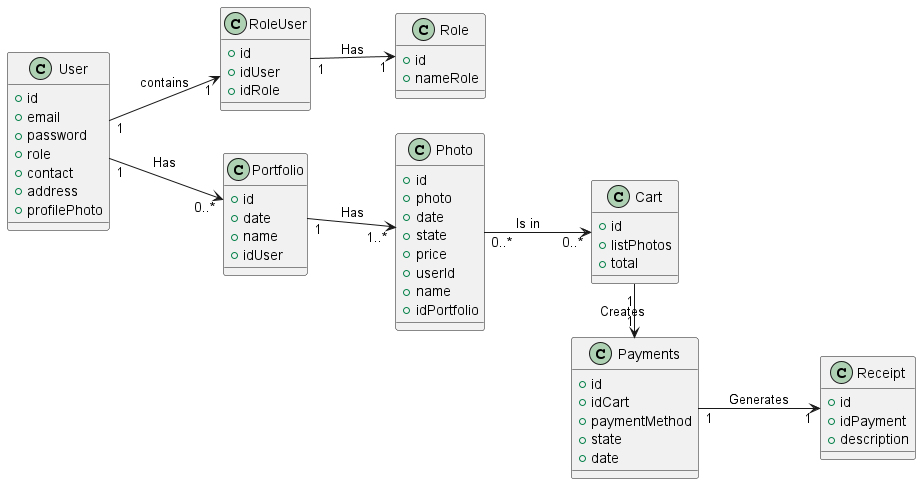 C User
id
email
password
role
contact
address
profilePhoto
contains
1
1
C RoleUser
id
idUser
idRole
Has
1
1
C Role
id
nameRole
Has
1
0..*
C Portfolio
id
date
name
idUser
Has
1
1..*
C Photo
id
photo
date
state
price
userId
name
idPortfolio
Is in
0..*
0..*
C Cart
id
listPhotos
total
1
Creates
1
C Payments
id
idCart
paymentMethod
state
date
Generates
1
1
C Receipt
id
idPayment
description